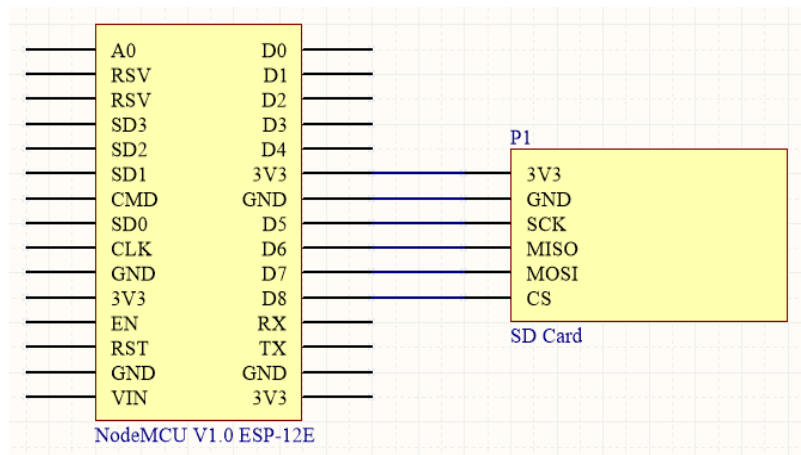 A0 D0
RSV D1
RSV D2
SD3 D3
SD2 D4
SD1 3V3
CMD GND
SD0 D5
CLK D6
GND D7
3V3 D8
EN RX
RST TX
GND GND
VIN 3V3
NodeMCU V1.0 ESP-12E
P1
3V3
GND
SCK
MISO
MOSI
CS
SD Card